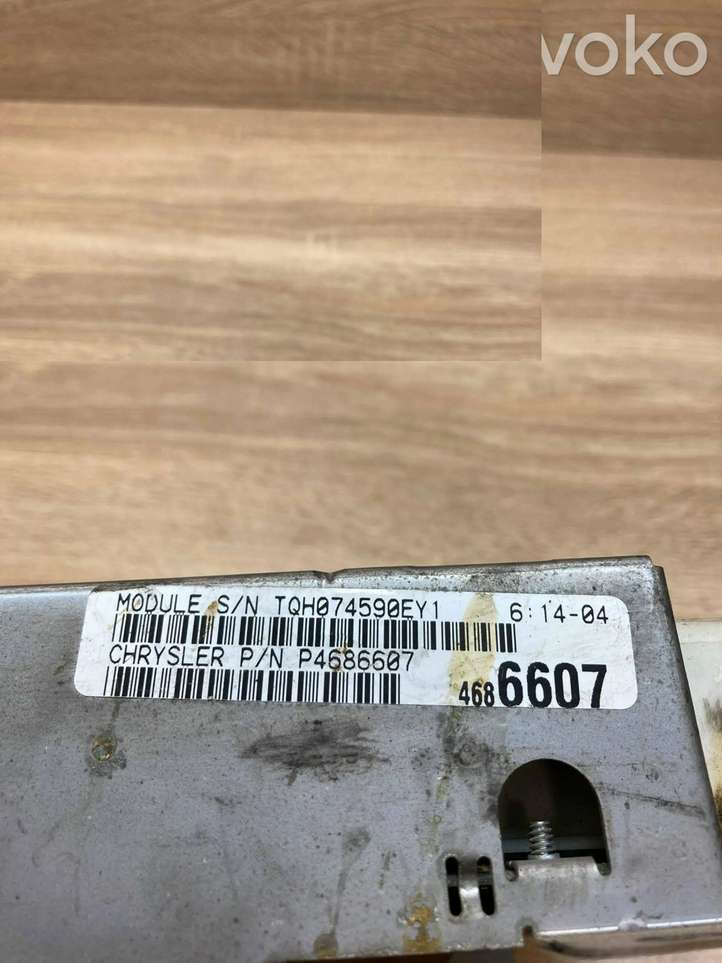 voko
MODULE S/N TQH074590EY1 6:14-04
CHRYSLER P/N P4686607
4686607